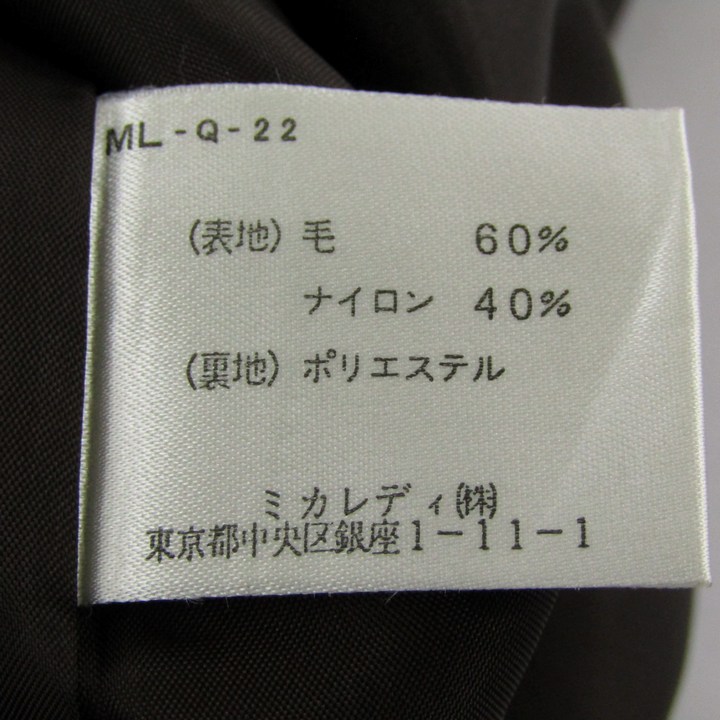 ML-Q-22
(表地) 毛 60%
ナイロン 40%
(裏地) ポリエステル
ミカレディ(株)
東京都中央区銀座1-11-1